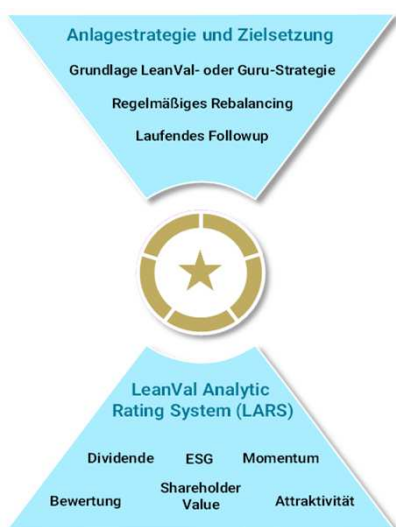 Anlagestrategie und Zielsetzung
Grundlage LeanVal- oder Guru-Strategie
Regelmäßiges Rebalancing
Laufendes Followup
LeanVal Analytic
Rating System (LARS)
Dividende ESG Momentum
Bewertung Shareholder Value Attraktivität